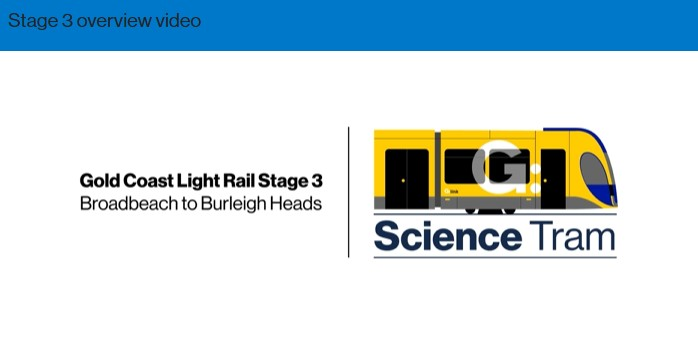 Stage 3 overview video
Gold Coast Light Rail Stage 3
Broadbeach to Burleigh Heads
G:
Science Tram